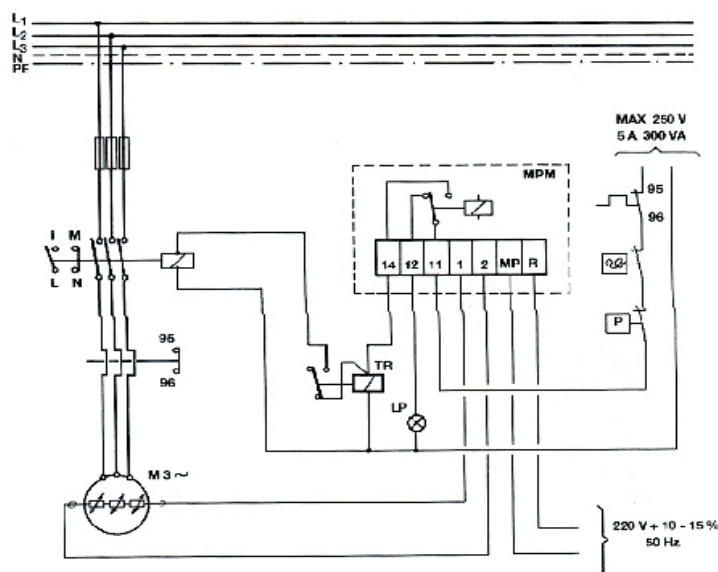 L1
L2
L3
N
PE
MAX 250 V
5 A 300 VA
MPM
95
96
I M
L N
14 12 11 1 2 MP R
P
95
96
TR
LP
M 3 ~
220 V + 10 - 15 %
50 Hz